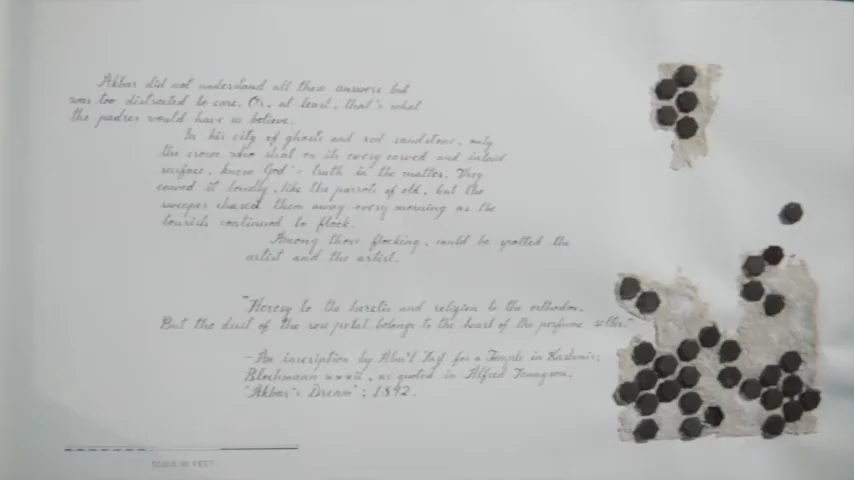 Akbar did not understand all these answers but
was too distracted to care. Or, at least, that's what
the padres would have us believe.
In his city of ghosts and red sandstone, only
the crows who shat on its every carved and inlaid
surface, knew God's truth in the matter. They
cawed it loudly, like the parrots of old, but the
sweeper chased them away every morning as the
tourists continued to flock.
Among those flocking, could be spotted the
artist and the artist.
"Heresy to the heretic and religion to the orthodox,
But the dust of the rose petal belongs to the heart of the perfume seller."
-An inscription by Abu'l Fazl for a Temple in Kashmir;
Blochmann xxxii, as quoted in Alfred Tennyson,
"Akbar's Dream"; 1892.
SCALE IN FEET